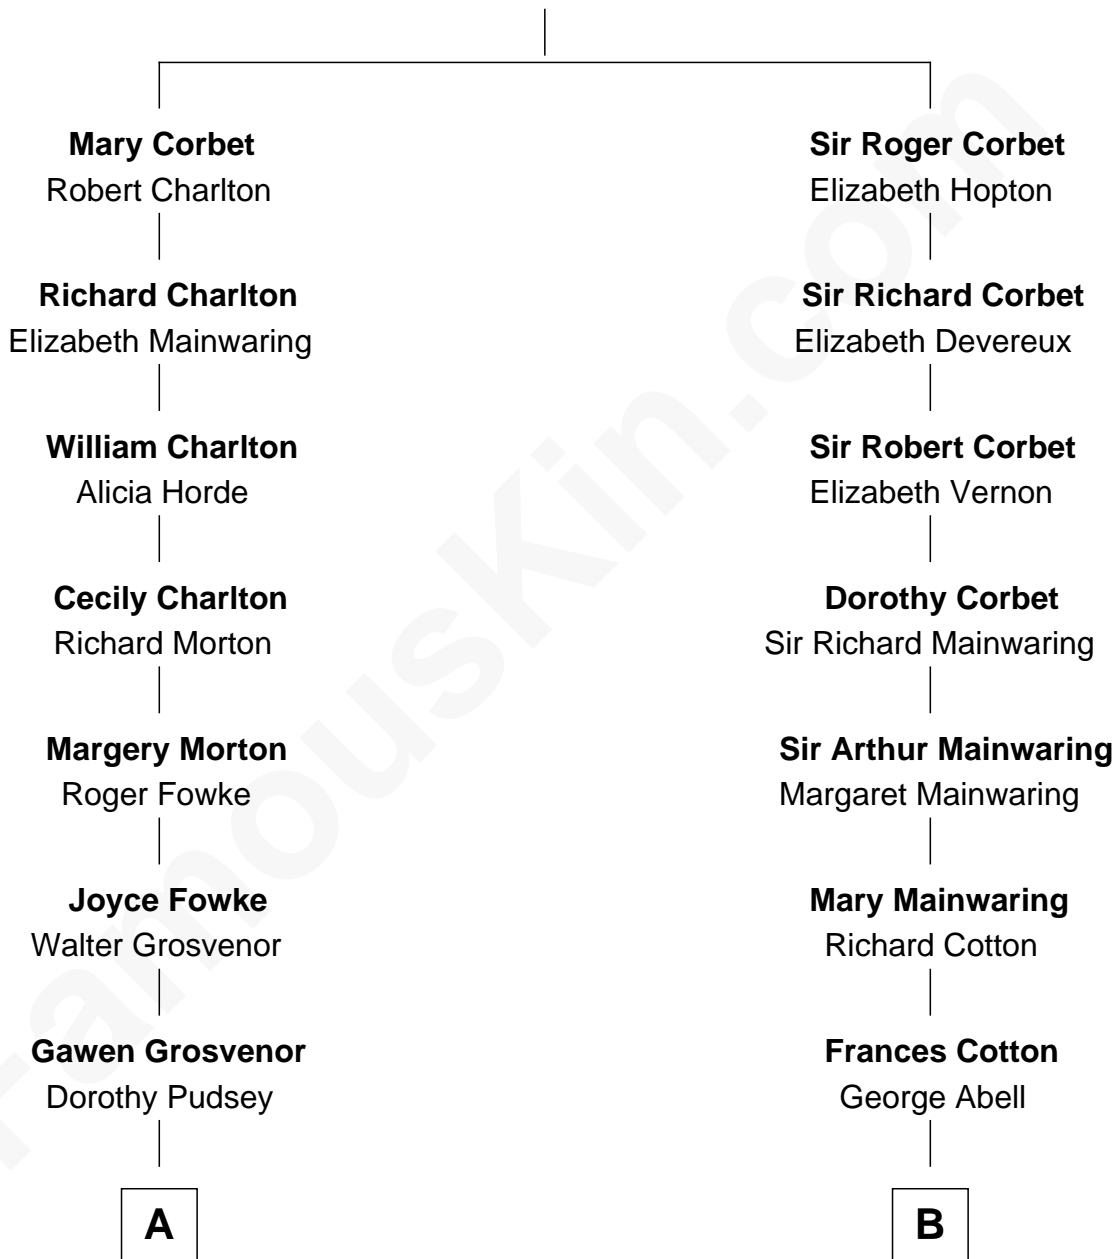 Mary Corbet
Robert Charlton
Sir Roger Corbet
Elizabeth Hopton
Richard Charlton
Elizabeth Mainwaring
Sir Richard Corbet
Elizabeth Devereux
William Charlton
Alicia Horde
Sir Robert Corbet
Elizabeth Vernon
Cecily Charlton
Richard Morton
Dorothy Corbet
Sir Richard Mainwaring
Margery Morton
Roger Fowke
Sir Arthur Mainwaring
Margaret Mainwaring
Joyce Fowke
Walter Grosvenor
Mary Mainwaring
Richard Cotton
Gawen Grosvenor
Dorothy Pudsey
Frances Cotton
George Abell
A
B
FamousKin.com